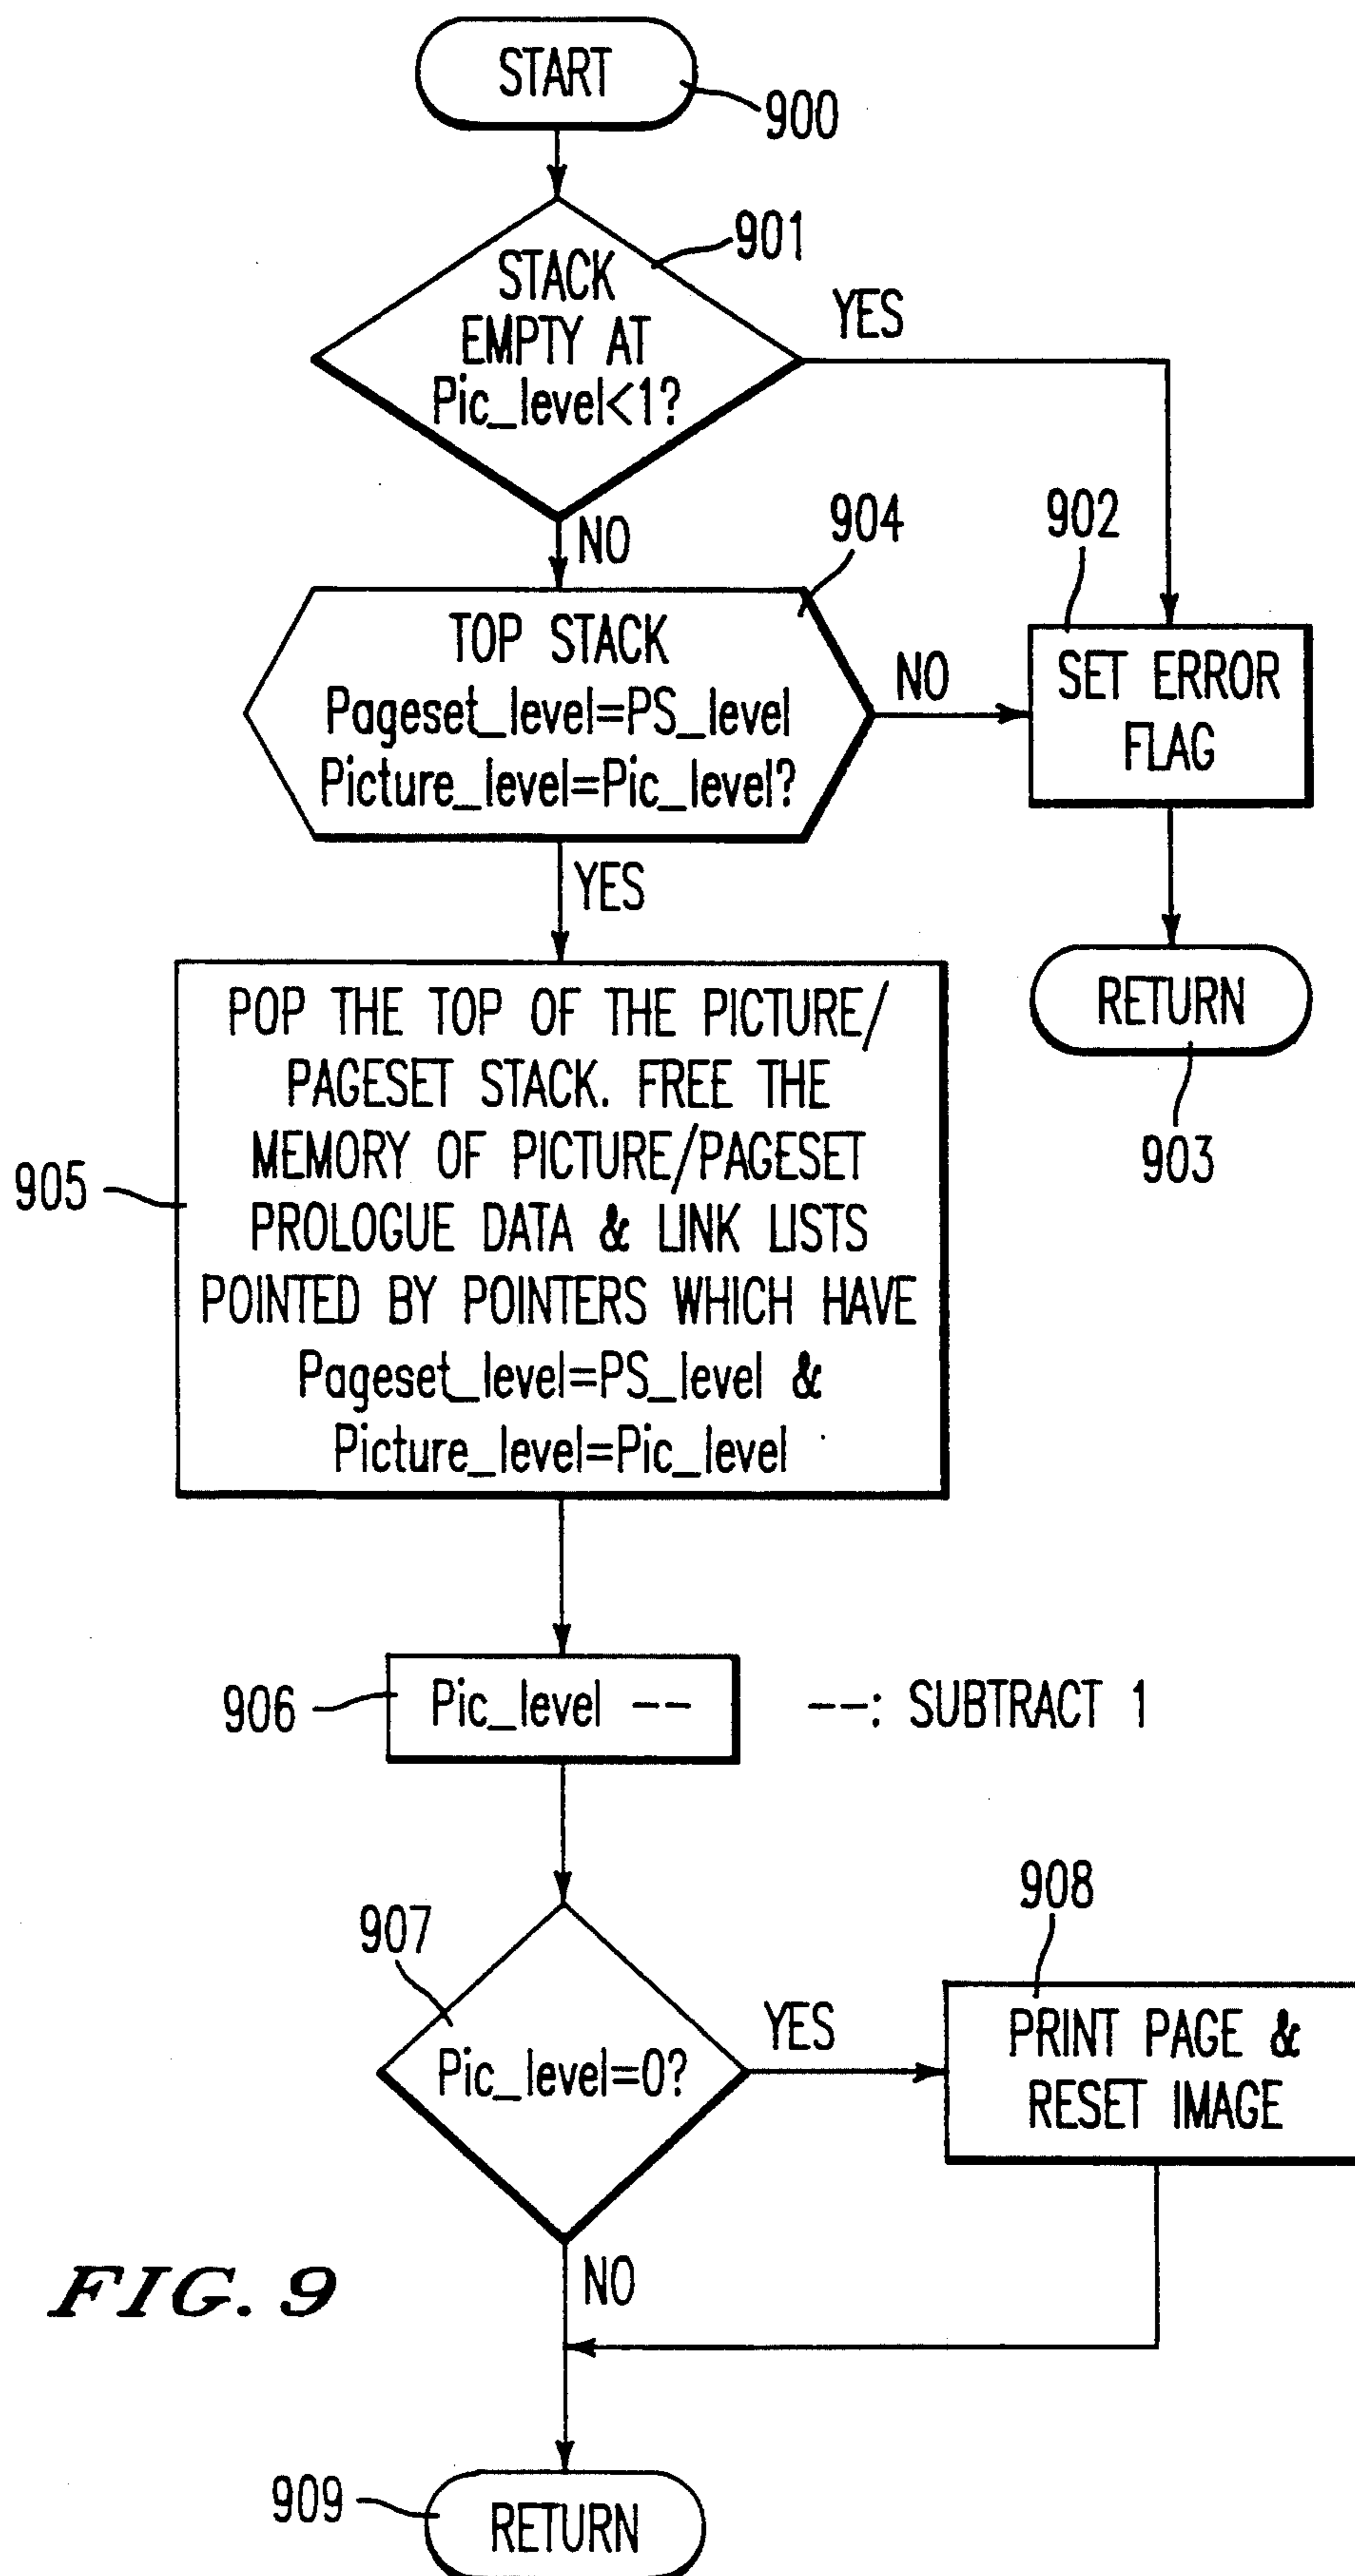 START
900
901
STACK
EMPTY AT
Pic_level<1?
YES
NO
904
902
TOP STACK
Pageset_level=PS_level
Picture_level=Pic_level?
NO
SET ERROR
FLAG
YES
RETURN
903
905
POP THE TOP OF THE PICTURE/
PAGESET STACK. FREE THE
MEMORY OF PICTURE/PAGESET
PROLOGUE DATA & LINK LISTS
POINTED BY POINTERS WHICH HAVE
Pageset_level=PS_level &
Picture_level=Pic_level
906
Pic_level --
--: SUBTRACT 1
907
Pic_level=0?
YES
908
PRINT PAGE &
RESET IMAGE
NO
FIG. 9
909
RETURN